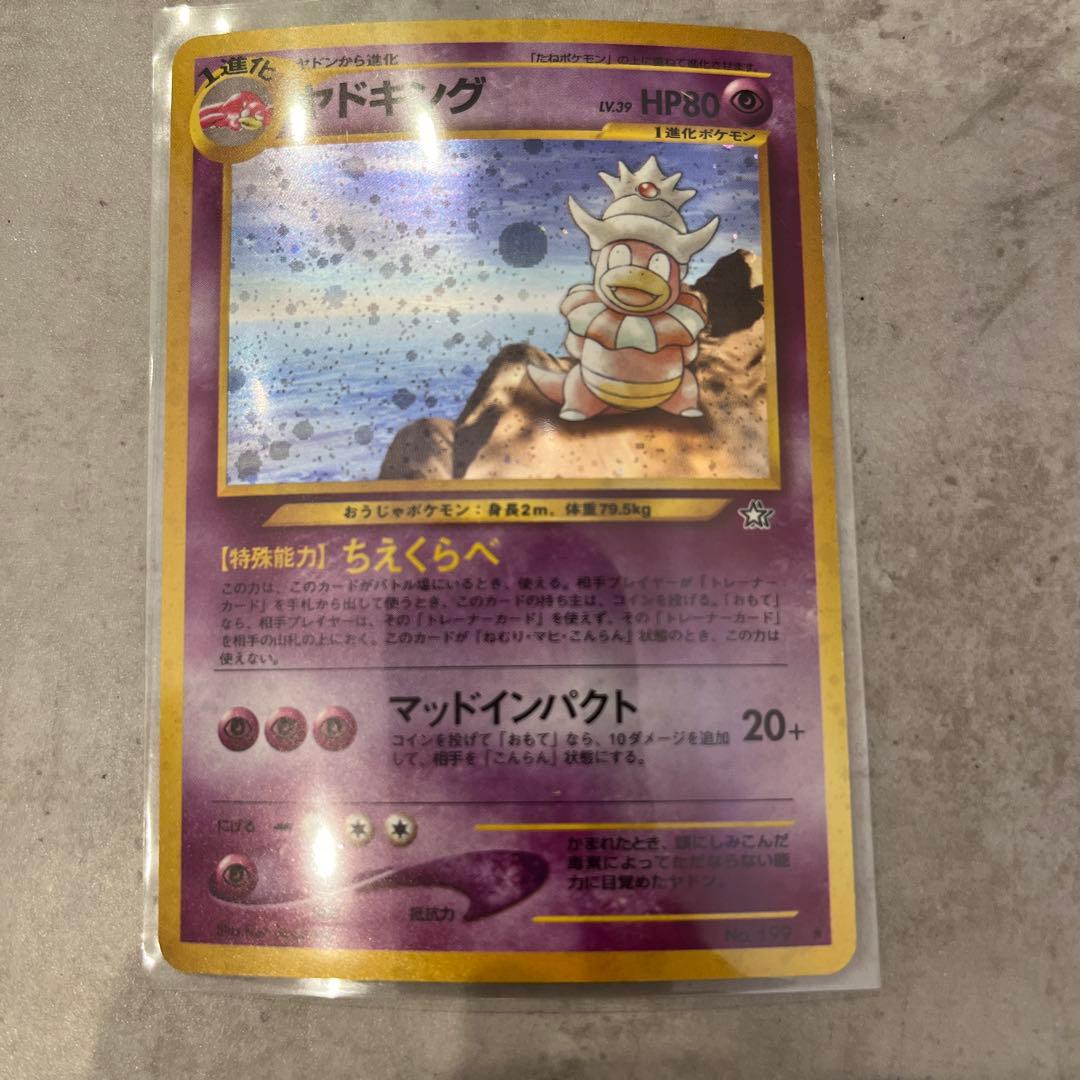 1進化
ヤドンから進化
「たねポケモン」の上に重ねて進化させます。
ヤドキング
LV.39 HP80
1進化ポケモン
おうじゃポケモン:身長2m、体重79.5kg
【特殊能力】ちえくらべ
この力は、このカードがバトル場にいるとき、使える。相手プレイヤーが「トレーナー
カード」を手札から出して使うとき、このカードの持ち主は、コインを投げる。「おもて」
なら、相手プレイヤーは、その「トレーナーカード」を使えず、その「トレーナーカード」
を相手の山札の上におく。このカードが「ねむり・マヒ・こんらん」状態のとき、この力は
使えない。
マッドインパクト
20+
コインを投げて「おもて」なら、10ダメージを追加
して、相手を「こんらん」状態にする。
にげる
抵抗力
かまれたとき、頭にしみこんだ
毒素によってただならない能
力に目覚めたヤドン。
No.199